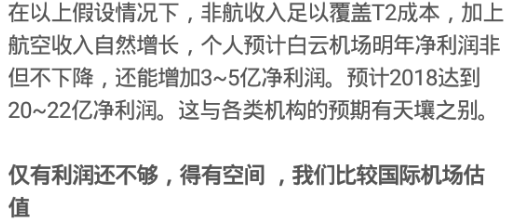 在以上假设情况下，非航收入足以覆盖T2成本，加上
航空收入自然增长，个人预计白云机场明年净利润非
但不下降，还能增加3~5亿净利润。预计2018达到
20~22亿净利润。这与各类机构的预期有天壤之别。
仅有利润还不够，得有空间 ，我们比较国际机场估
值